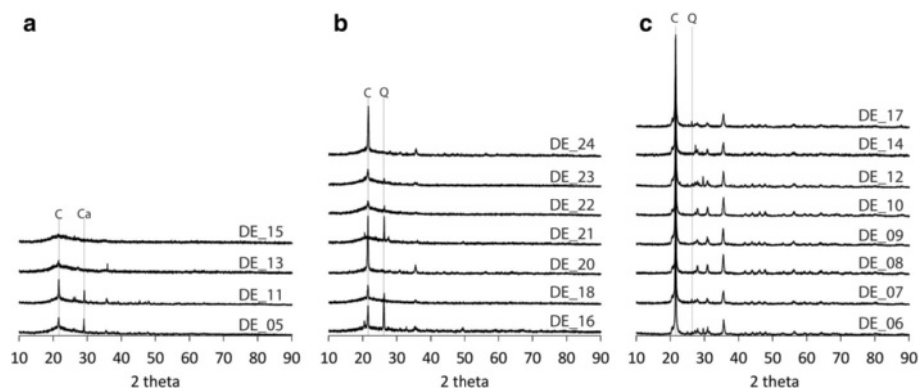 a
C Ca
DE_15
DE_13
DE_11
DE_05
10 20 30 40 50 60 70 80 90
2 theta
b
C Q
DE_24
DE_23
DE_22
DE_21
DE_20
DE_18
DE_16
10 20 30 40 50 60 70 80 90
2 theta
c
C Q
DE_17
DE_14
DE_12
DE_10
DE_09
DE_08
DE_07
DE_06
10 20 30 40 50 60 70 80 90
2 theta